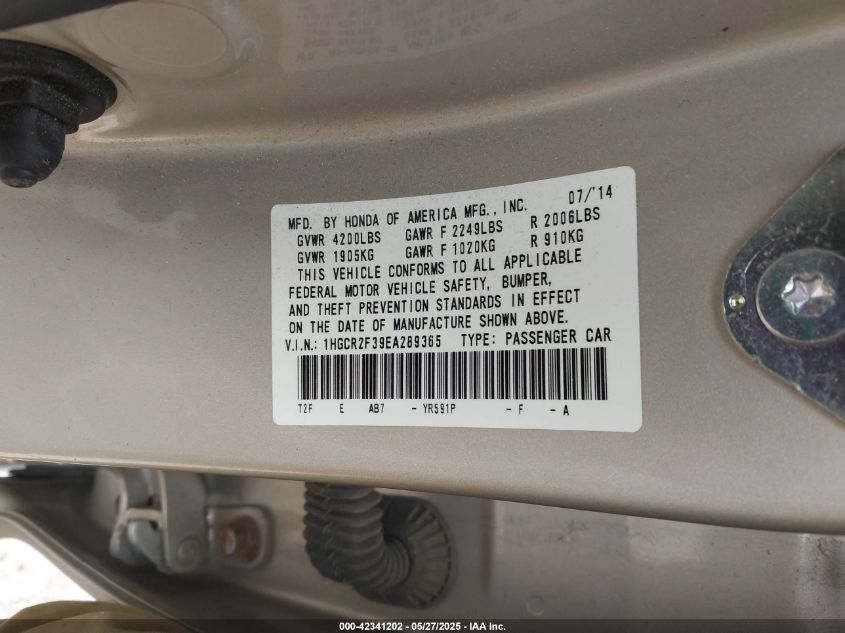 MFD. BY HONDA OF AMERICA MFG., INC. 07/'14
GVWR 4200LBS GAWR F 2249LBS R 2006LBS
GVWR 1905KG GAWR F 1020KG R 910KG
THIS VEHICLE CONFORMS TO ALL APPLICABLE
FEDERAL MOTOR VEHICLE SAFETY, BUMPER,
AND THEFT PREVENTION STANDARDS IN EFFECT
ON THE DATE OF MANUFACTURE SHOWN ABOVE.
V.I.N.: 1HGCR2F39EA289365 TYPE: PASSENGER CAR
T2F E AB7 - YR591P - F - A
000-42341202 - 05/27/2025 - IAA Inc.